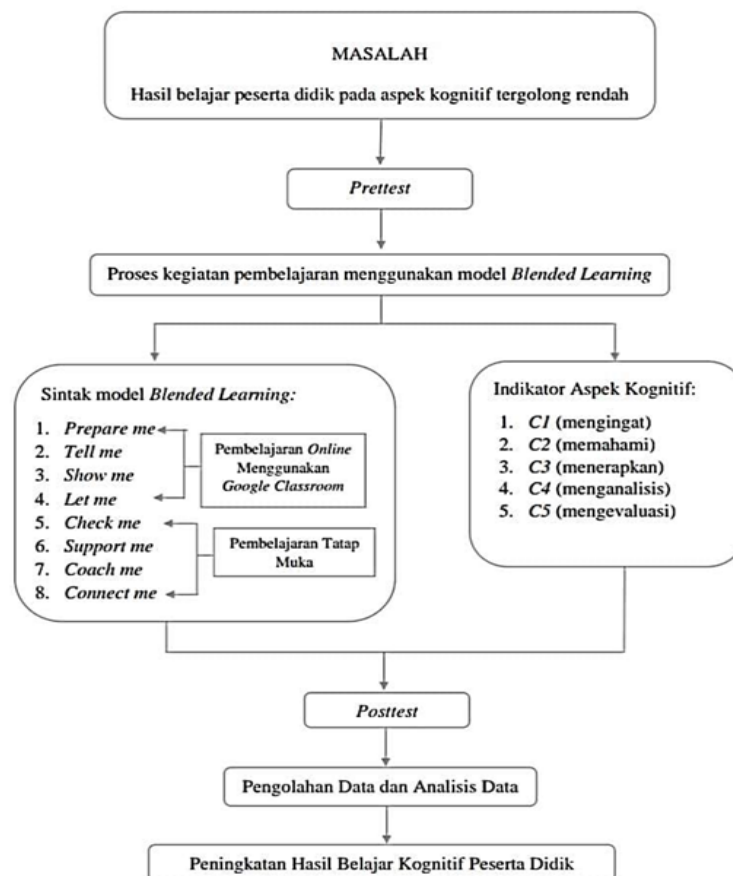 MASALAH
Hasil belajar peserta didik pada aspek kognitif tergolong rendah
Prettest
Proses kegiatan pembelajaran menggunakan model Blended Learning
Sintak model Blended Learning:
1. Prepare me
2. Tell me
3. Show me
4. Let me
5. Check me
6. Support me
7. Coach me
8. Connect me
Pembelajaran Online
Menggunakan
Google Classroom
Pembelajaran Tatap
Muka
Indikator Aspek Kognitif:
1. C1 (mengingat)
2. C2 (memahami)
3. C3 (menerapkan)
4. C4 (menganalisis)
5. C5 (mengevaluasi)
Posttest
Pengolahan Data dan Analisis Data
Peningkatan Hasil Belajar Kognitif Peserta Didik